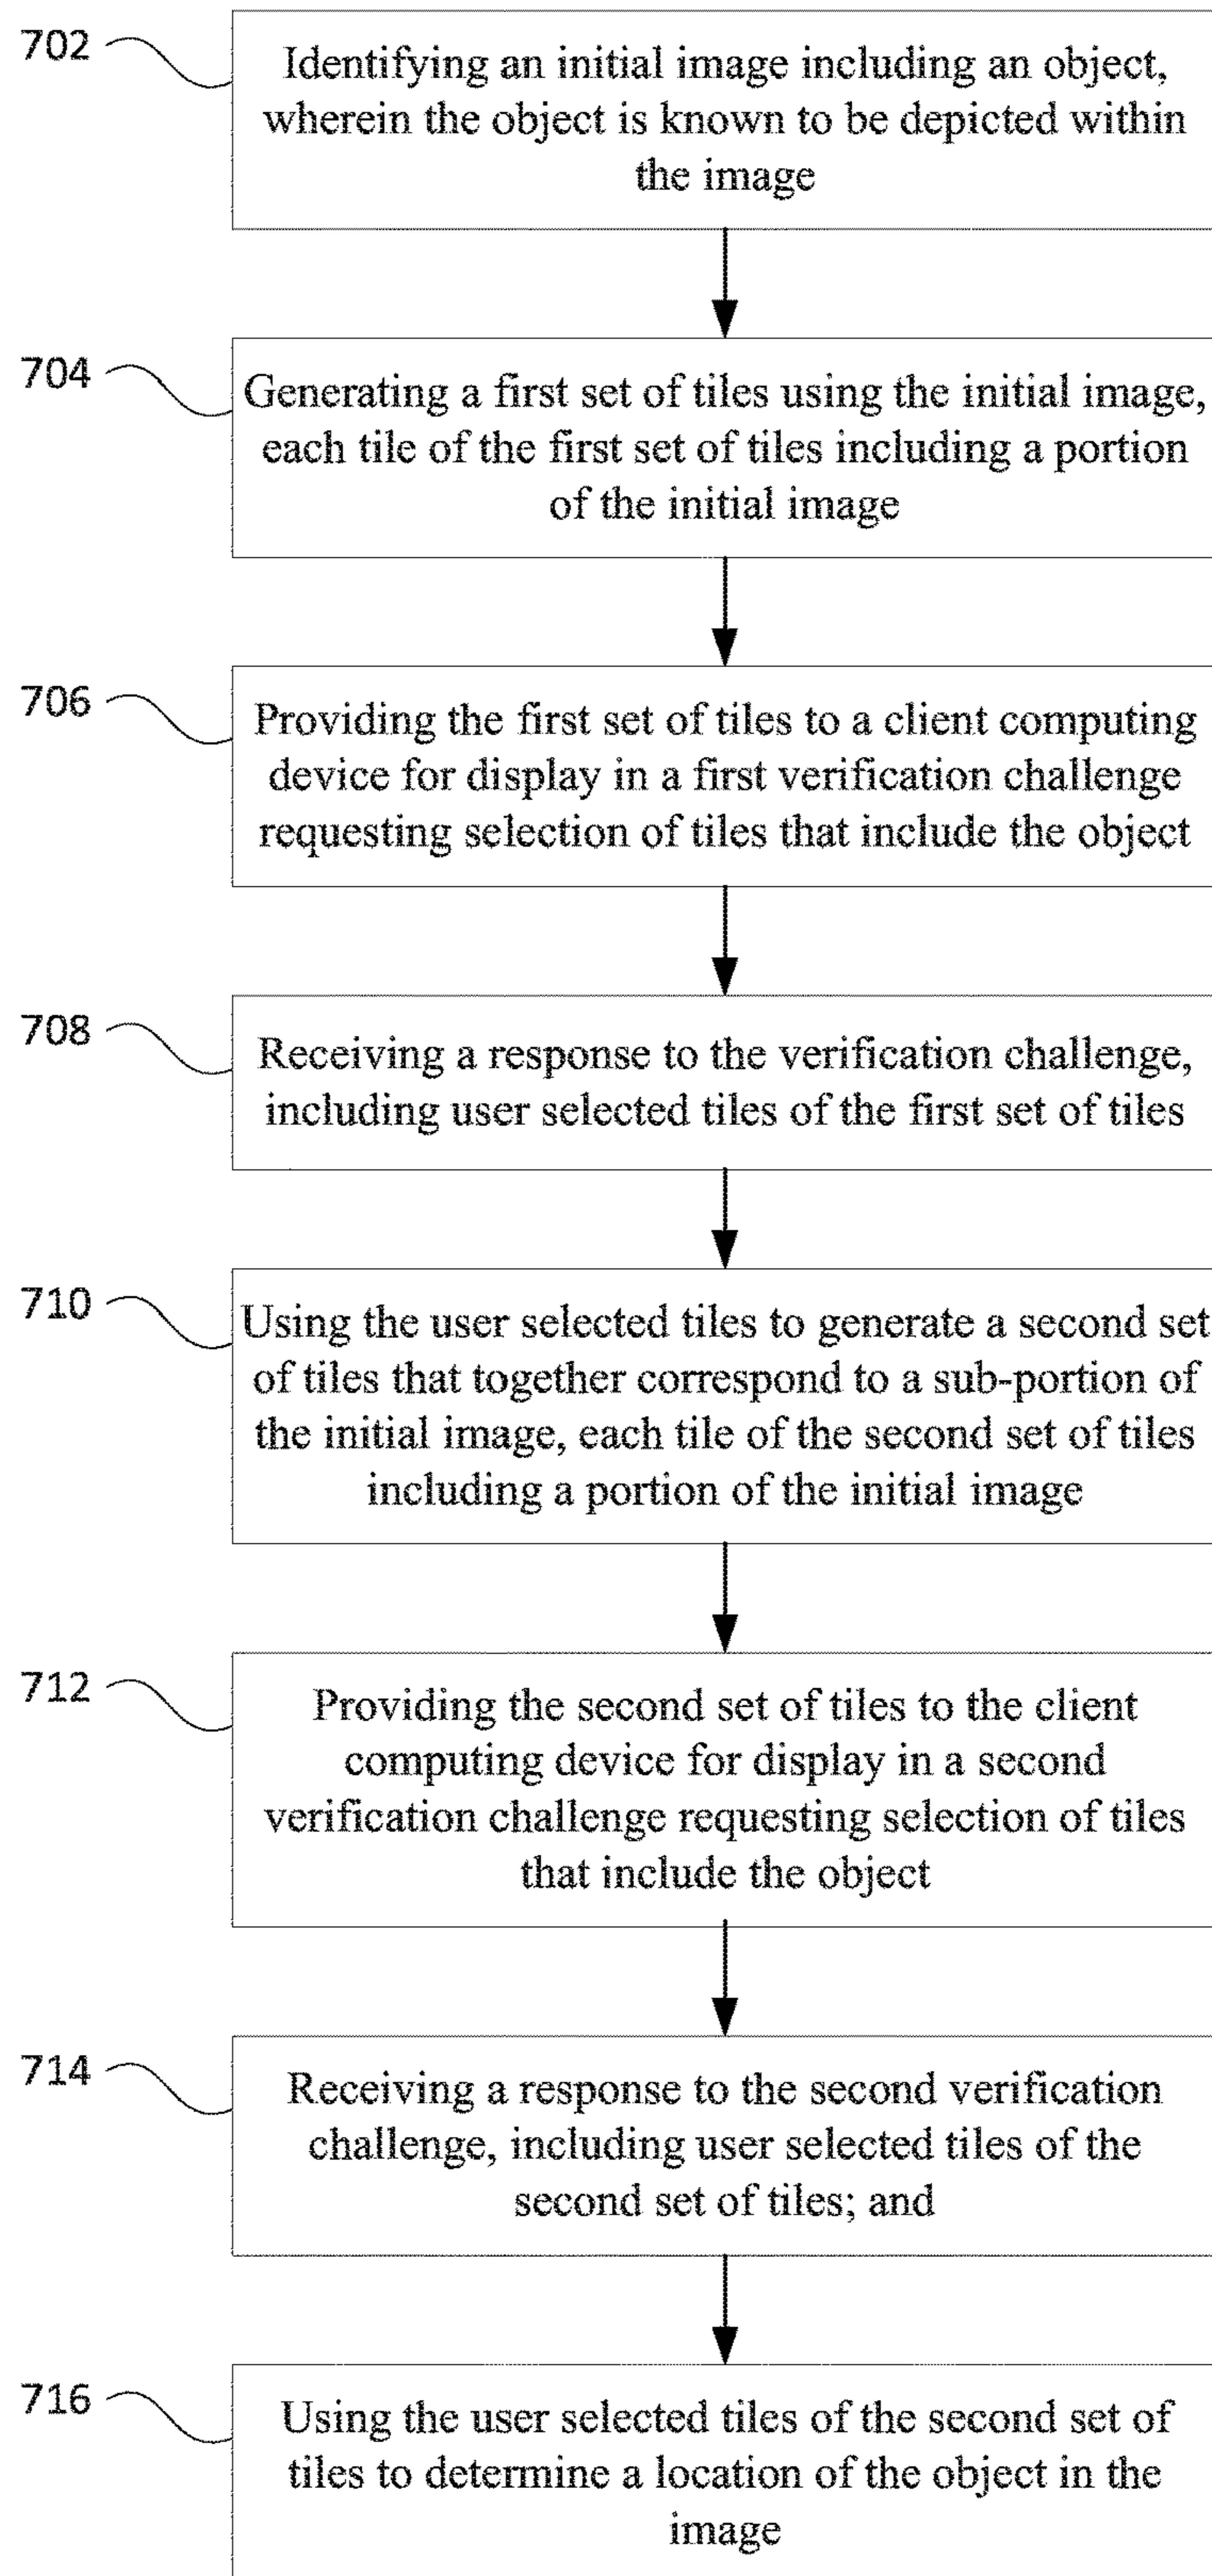 702
Identifying an initial image including an object,
wherein the object is known to be depicted within
the image
704
Generating a first set of tiles using the initial image,
each tile of the first set of tiles including a portion
of the initial image
706
Providing the first set of tiles to a client computing
device for display in a first verification challenge
requesting selection of tiles that include the object
708
Receiving a response to the verification challenge,
including user selected tiles of the first set of tiles
710
Using the user selected tiles to generate a second set
of tiles that together correspond to a sub-portion of
the initial image, each tile of the second set of tiles
including a portion of the initial image
712
Providing the second set of tiles to the client
computing device for display in a second
verification challenge requesting selection of tiles
that include the object
714
Receiving a response to the second verification
challenge, including user selected tiles of the
second set of tiles; and
716
Using the user selected tiles of the second set of
tiles to determine a location of the object in the
image